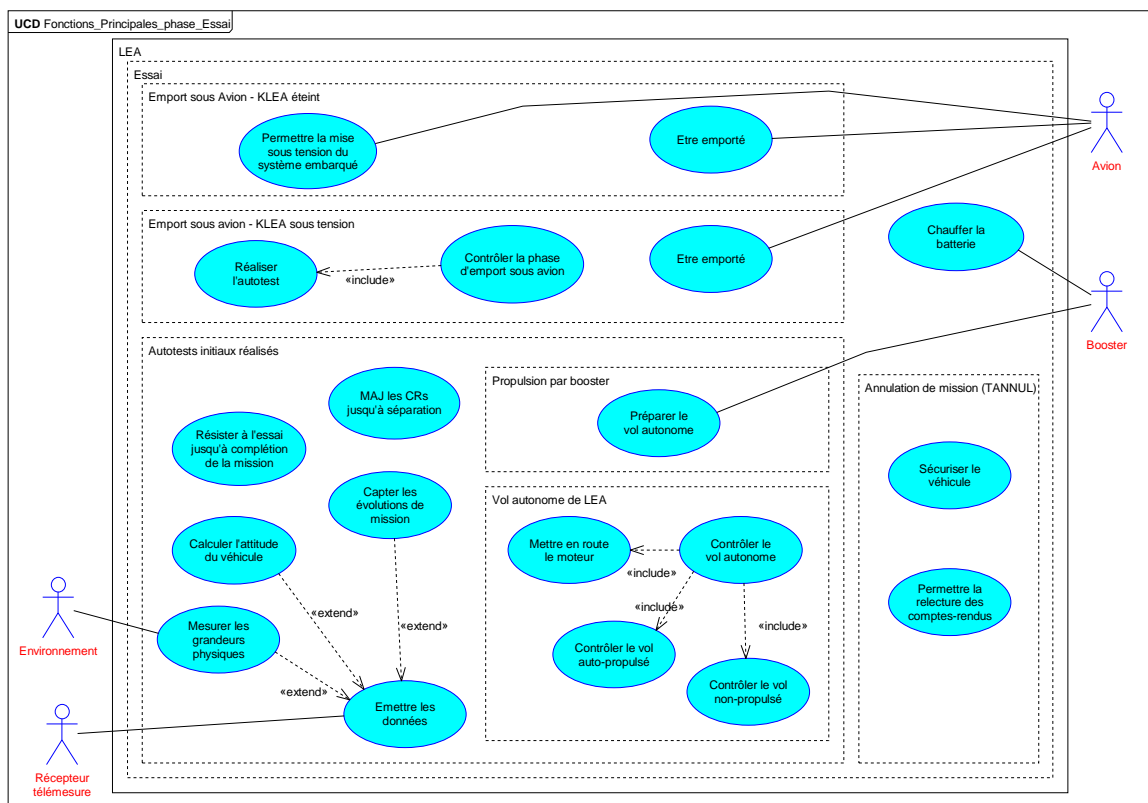 UCD Fonctions_Principales_phase_Essai
LEA
Essai
Emport sous Avion - KLEA éteint
Permettre la mise
sous tension du
système embarqué
Etre emporté
Avion
Emport sous avion - KLEA sous tension
Réaliser
l'autotest
«include»
Contrôler la phase
d'emport sous avion
Etre emporté
Chauffer la
batterie
Booster
Autotests initiaux réalisés
MAJ les CRs
jusqu'à séparation
Résister à l'essai
jusqu'à complétion
de la mission
Capter les
évolutions de
mission
Calculer l'attitude
du véhicule
«extend»
«extend»
Mesurer les
grandeurs
physiques
«extend»
Emettre les
données
Environnement
Récepteur
télémesure
Propulsion par booster
Préparer le
vol autonome
Vol autonome de LEA
Mettre en route
le moteur
Contrôler le
vol autonome
«include»
«include»
«include»
Contrôler le vol
auto-propulsé
Contrôler le vol
non-propulsé
Annulation de mission (TANNUL)
Sécuriser le
véhicule
Permettre la
relecture des
comptes-rendus